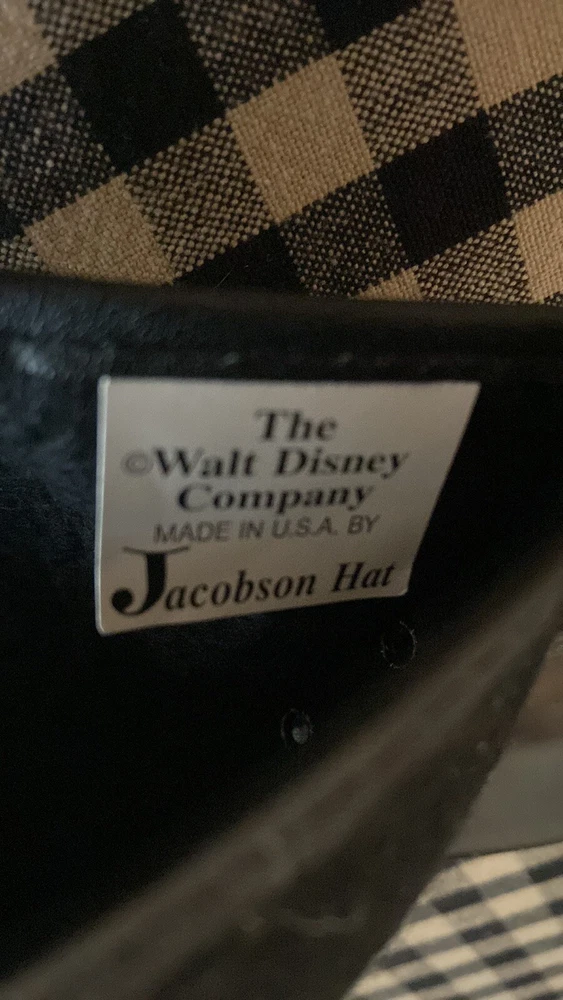 The
©Walt Disney
Company
MADE IN U.S.A. BY
Jacobson Hat